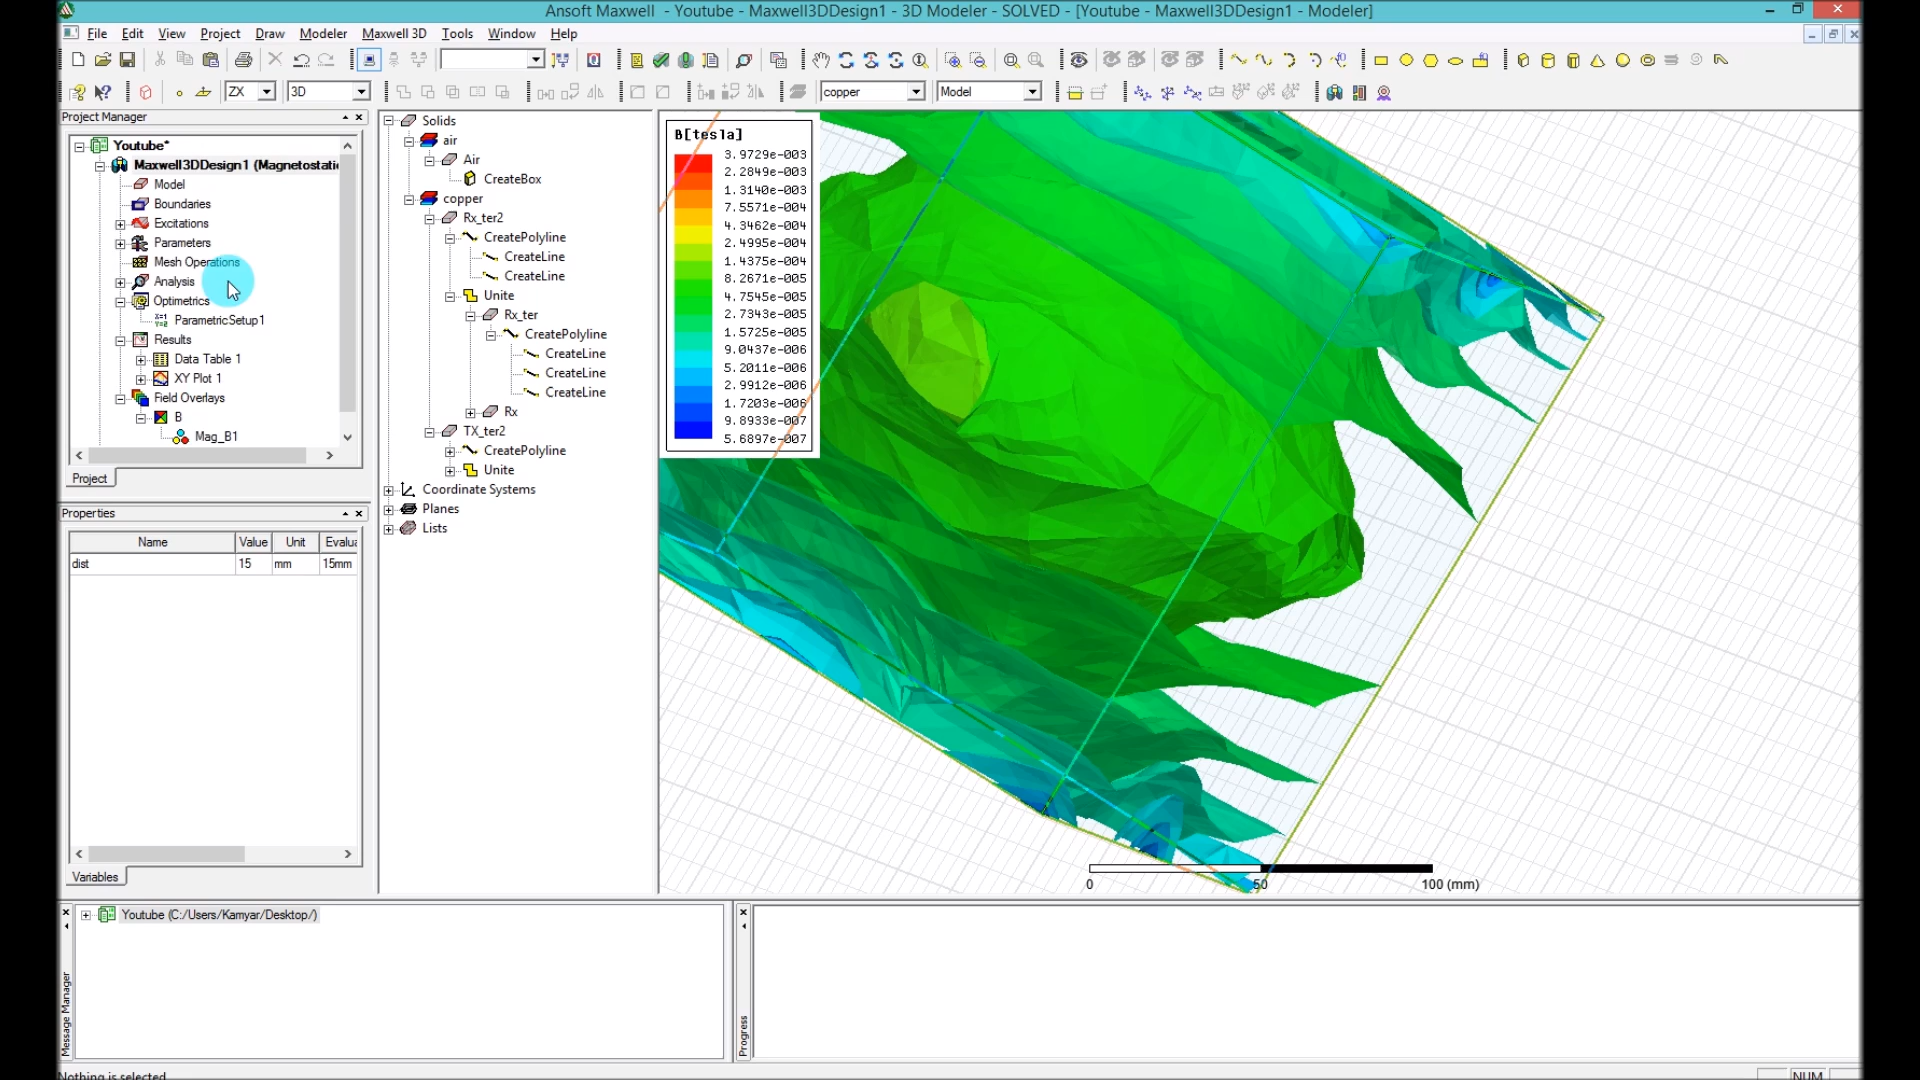 Ansoft Maxwell - Youtube - Maxwell3DDesign1 - 3D Modeler - SOLVED - [Youtube - Maxwell3DDesign1 - Modeler]
File Edit View Project Draw Modeler Maxwell 3D Tools Window Help
ZX 3D copper Model
Project Manager
Youtube*
Maxwell3DDesign1 (Magnetostatic
Model
Boundaries
Excitations
Parameters
Mesh Operations
Analysis
Optimetrics
ParametricSetup1
Results
Data Table 1
XY Plot 1
Field Overlays
B
Mag_B1
Project
Properties
Name Value Unit Evalua
dist 15 mm 15mm
Variables
Solids
air
Air
CreateBox
copper
Rx_ter2
CreatePolyline
CreateLine
CreateLine
Unite
Rx_ter
CreatePolyline
CreateLine
CreateLine
CreateLine
Rx
TX_ter2
CreatePolyline
Unite
Coordinate Systems
Planes
Lists
B[tesla]
3.9729e-003
2.2849e-003
1.3140e-003
7.5571e-004
4.3462e-004
2.4995e-004
1.4375e-004
8.2671e-005
4.7545e-005
2.7343e-005
1.5725e-005
9.0437e-006
5.2011e-006
2.9912e-006
1.7203e-006
9.8933e-007
5.6897e-007
0 50 100 (mm)
Youtube (C:/Users/Kamyar/Desktop/)
Message Manager
Progress
Nothing is selected
NUM